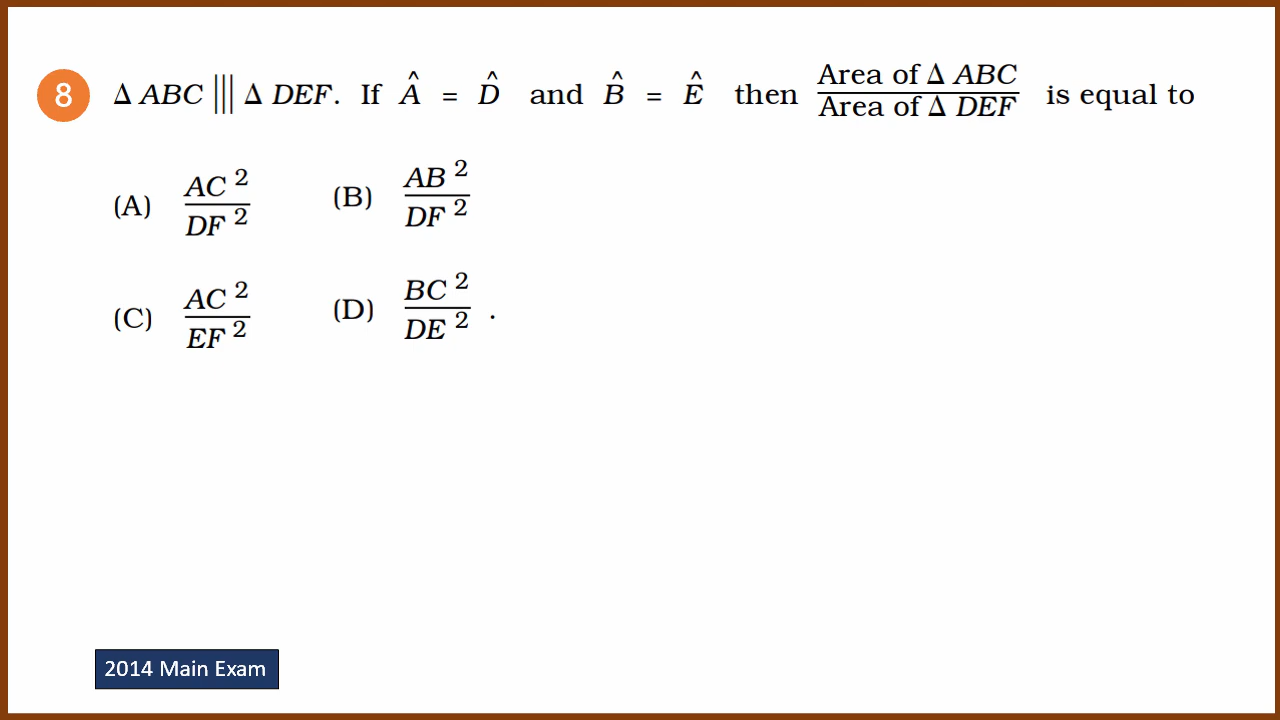 8 Δ ABC ||| Δ DEF. If Â = D̂ and B̂ = Ê then Area of Δ ABC / Area of Δ DEF is equal to
(A) AC² / DF² (B) AB² / DF²
(C) AC² / EF² (D) BC² / DE² .
2014 Main Exam